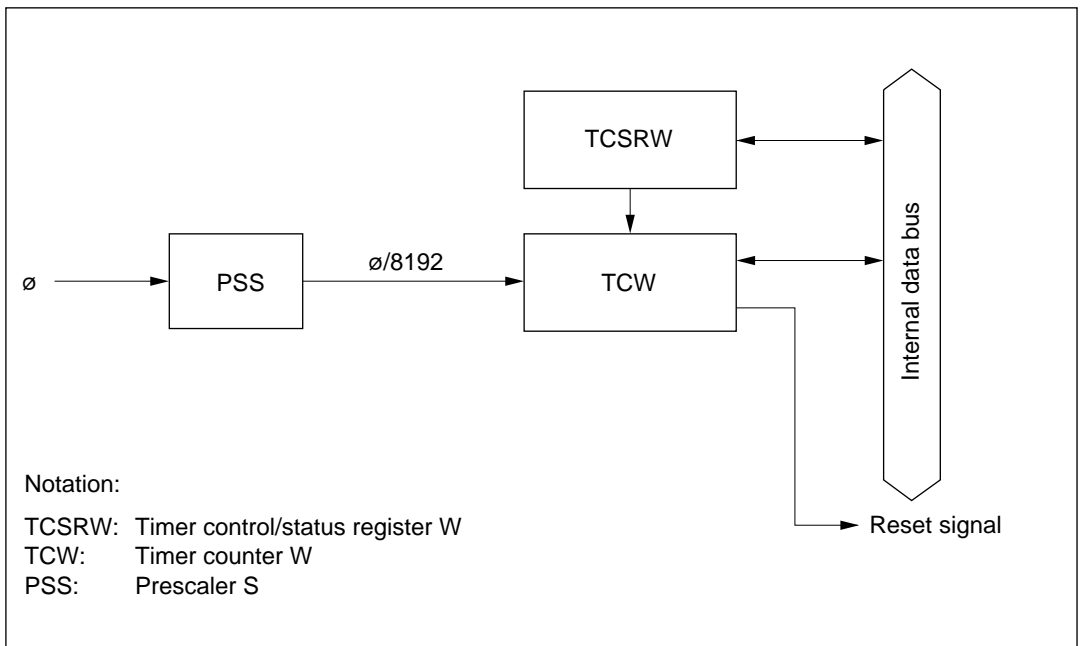 TCSRW
Internal data bus
ø
PSS
ø/8192
TCW
Notation:
TCSRW: Timer control/status register W
TCW: Timer counter W
PSS: Prescaler S
Reset signal